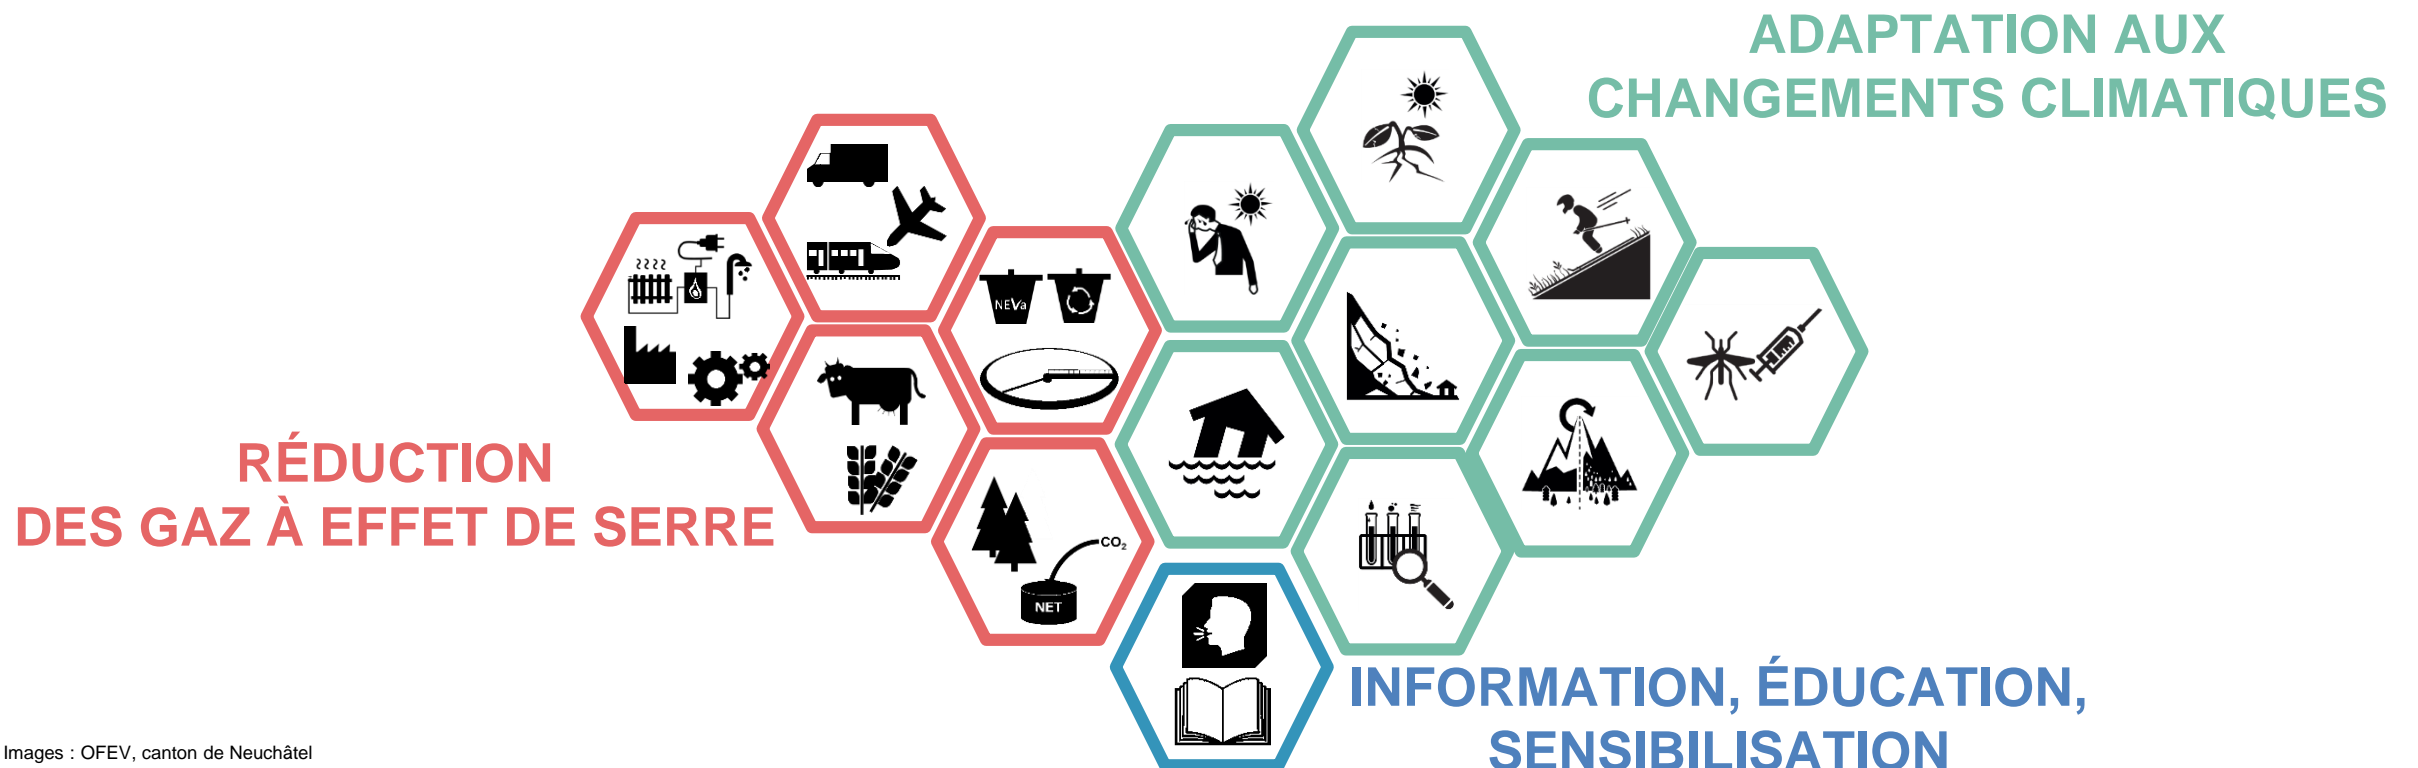 ADAPTATION AUX
CHANGEMENTS CLIMATIQUES
NEVa
RÉDUCTION
DES GAZ À EFFET DE SERRE
CO₂
NET
INFORMATION, ÉDUCATION,
SENSIBILISATION
Images : OFEV, canton de Neuchâtel